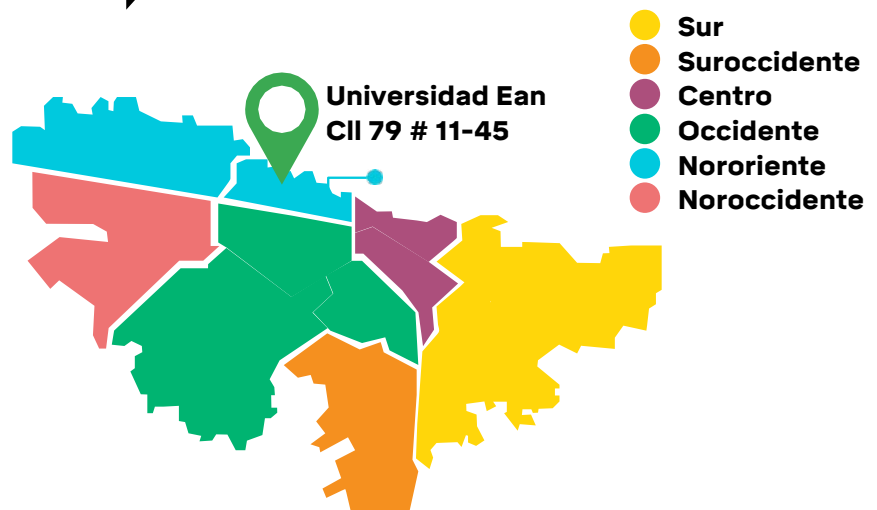 Universidad Ean
Cll 79 # 11-45
Sur
Suroccidente
Centro
Occidente
Nororiente
Noroccidente